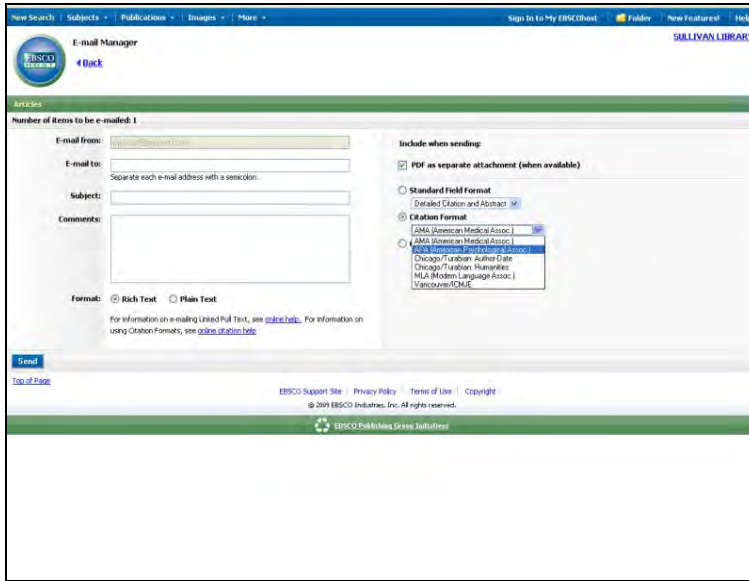 New Search
Subjects
Publications
Images
More
Sign In to My EBSCOhost
Folder
New Features!
Help
SULLIVAN LIBRARY
EBSCO
HOST
E-mail Manager
Back
Articles
Number of items to be e-mailed: 1
E-mail from:
E-mail to:
Separate each e-mail address with a semicolon.
Subject:
Comments:
Format:
Rich Text
Plain Text
For information on e-mailing Linked Full Text, see online help. For information on
using Citation Formats, see online citation help
Include when sending:
PDF as separate attachment (when available)
Standard Field Format
Detailed Citation and Abstract
Citation Format
AMA (American Medical Assoc.)
AMA (American Medical Assoc.)
APA (American Psychological Assoc.)
Chicago/Turabian: Author-Date
Chicago/Turabian: Humanities
MLA (Modern Language Assoc.)
Vancouver/ICMJE
Send
Top of Page
EBSCO Support Site
Privacy Policy
Terms of Use
Copyright
© 2009 EBSCO Industries, Inc. All rights reserved.
EBSCO Publishing Green Initiatives